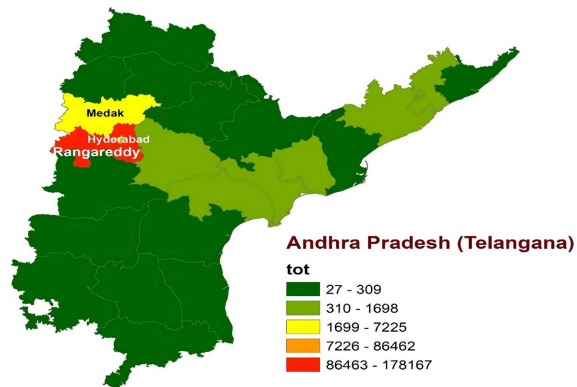 Medak
Hyderabad
Rangareddy
Andhra Pradesh (Telangana)
tot
27 - 309
310 - 1698
1699 - 7225
7226 - 86462
86463 - 178167